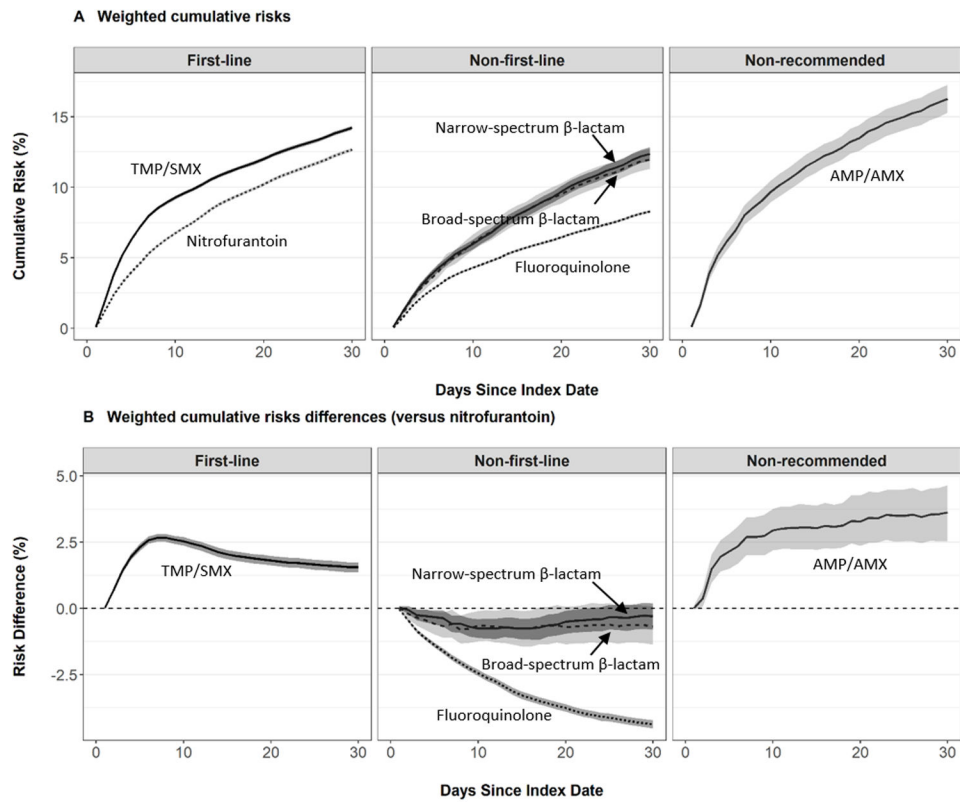 A Weighted cumulative risks
First-line
Non-first-line
Non-recommended
Cumulative Risk (%)
15
10
5
0
TMP/SMX
Nitrofurantoin
Narrow-spectrum β-lactam
Broad-spectrum β-lactam
Fluoroquinolone
AMP/AMX
0 10 20 30
0 10 20 30
0 10 20 30
Days Since Index Date
B Weighted cumulative risks differences (versus nitrofurantoin)
First-line
Non-first-line
Non-recommended
Risk Difference (%)
5.0
2.5
0.0
-2.5
TMP/SMX
Narrow-spectrum β-lactam
Broad-spectrum β-lactam
Fluoroquinolone
AMP/AMX
0 10 20 30
0 10 20 30
0 10 20 30
Days Since Index Date